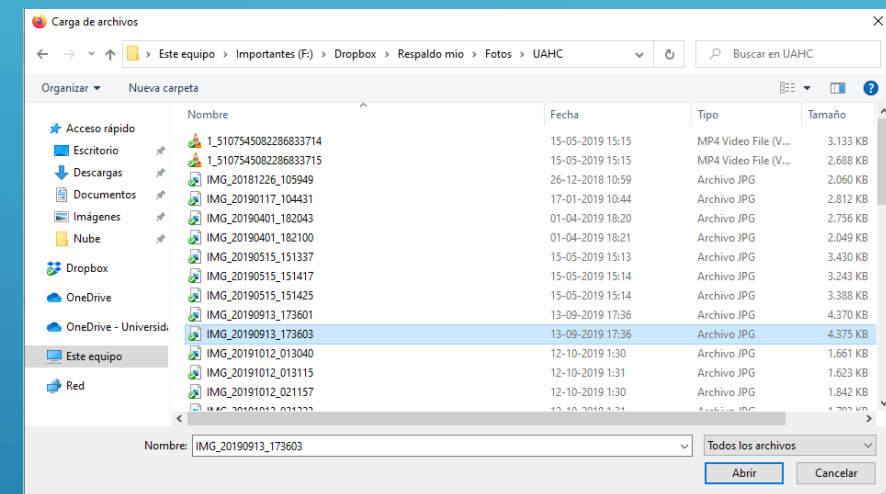 Carga de archivos
Este equipo > Importantes (F:) > Dropbox > Respaldo mio > Fotos > UAHC
Buscar en UAHC
Organizar
Nueva carpeta
Nombre Fecha Tipo Tamaño
Acceso rápido
Escritorio
Descargas
Documentos
Imágenes
Nube
Dropbox
OneDrive
OneDrive - Universid
Este equipo
Red
1_5107545082286833714 15-05-2019 15:15 MP4 Video File (V... 3.133 KB
1_5107545082286833715 15-05-2019 15:15 MP4 Video File (V... 2.688 KB
IMG_20181226_105949 26-12-2018 10:59 Archivo JPG 2.060 KB
IMG_20190117_104431 17-01-2019 10:44 Archivo JPG 2.812 KB
IMG_20190401_182043 01-04-2019 18:20 Archivo JPG 2.756 KB
IMG_20190401_182100 01-04-2019 18:21 Archivo JPG 2.049 KB
IMG_20190515_151337 15-05-2019 15:13 Archivo JPG 3.430 KB
IMG_20190515_151417 15-05-2019 15:14 Archivo JPG 3.243 KB
IMG_20190515_151425 15-05-2019 15:14 Archivo JPG 3.388 KB
IMG_20190913_173601 13-09-2019 17:36 Archivo JPG 4.370 KB
IMG_20190913_173603 13-09-2019 17:36 Archivo JPG 4.375 KB
IMG_20191012_013040 12-10-2019 1:30 Archivo JPG 1.661 KB
IMG_20191012_013115 12-10-2019 1:31 Archivo JPG 1.623 KB
IMG_20191012_021157 12-10-2019 1:30 Archivo JPG 1.842 KB
Nombre: IMG_20190913_173603
Todos los archivos
Abrir
Cancelar